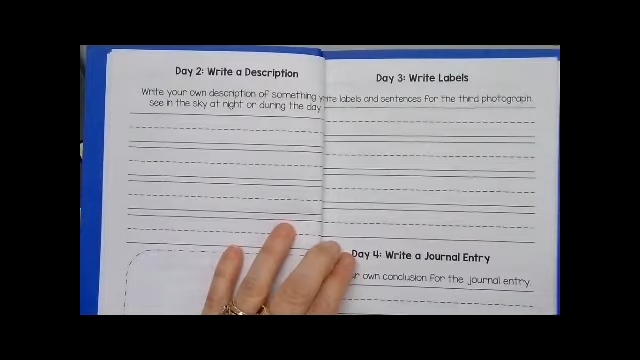 Day 2: Write a Description
Write your own description of something
see in the sky at night or during the day.
Day 3: Write Labels
labels and sentences for the third photograph.
Day 4: Write a Journal Entry
own conclusion for the journal entry.